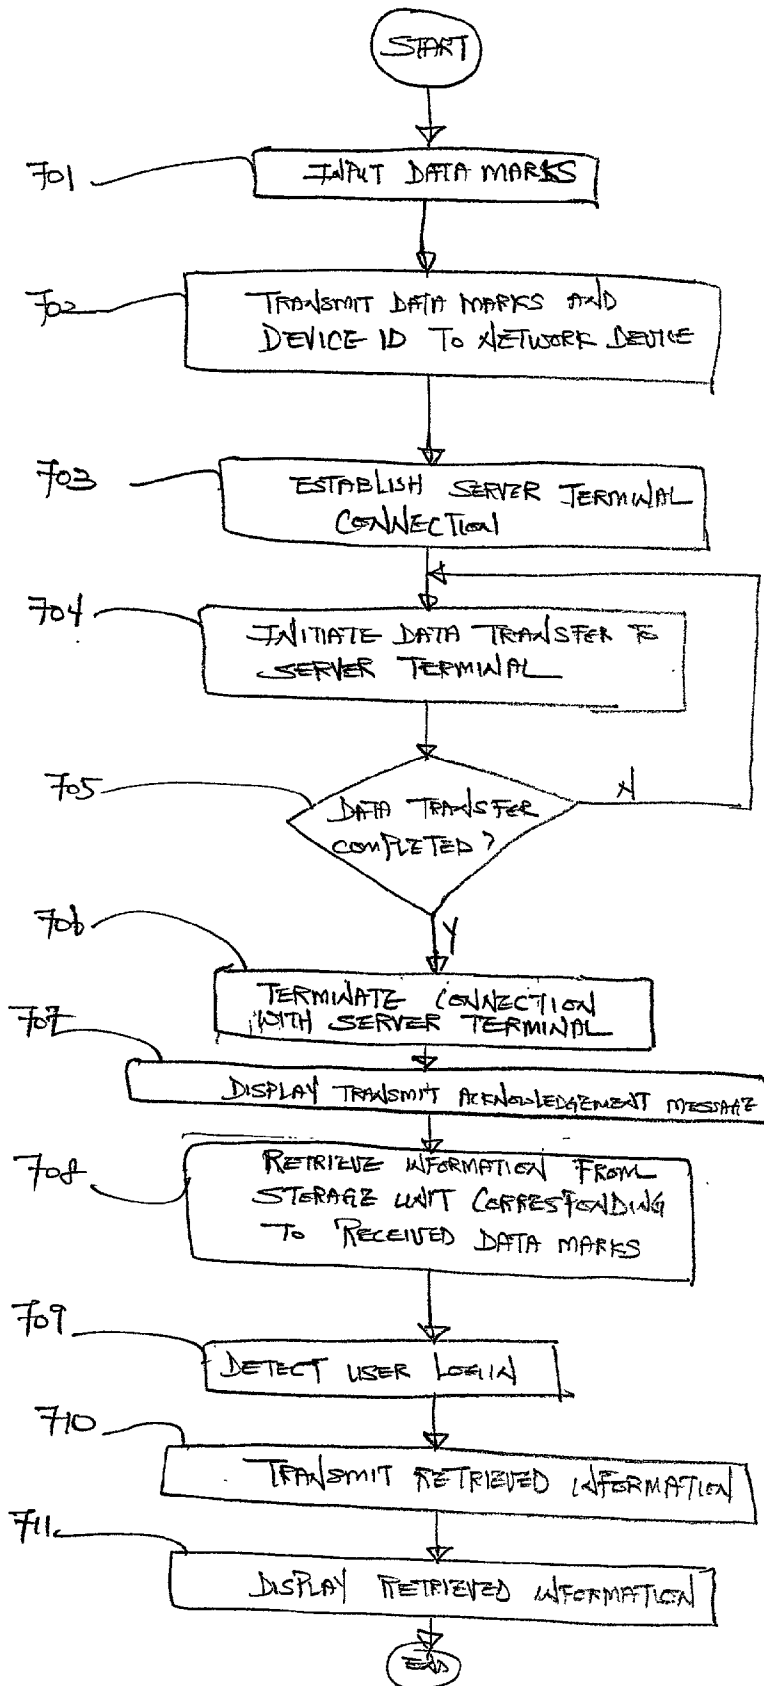 START
701
INPUT DATA MARKS
702
TRANSMIT DATA MARKS AND
DEVICE ID TO NETWORK DEVICE
703
ESTABLISH SERVER TERMINAL
CONNECTION
704
INITIATE DATA TRANSFER TO
SERVER TERMINAL
705
N
DATA TRANSFER
COMPLETED?
706
Y
TERMINATE CONNECTION
WITH SERVER TERMINAL
707
DISPLAY TRANSMIT ACKNOWLEDGEMENT MESSAGE
708
RETRIEVE INFORMATION FROM
STORAGE UNIT CORRESPONDING
TO RECEIVED DATA MARKS
709
DETECT USER LOGIN
710
TRANSMIT RETRIEVED INFORMATION
711
DISPLAY RETRIEVED INFORMATION
END